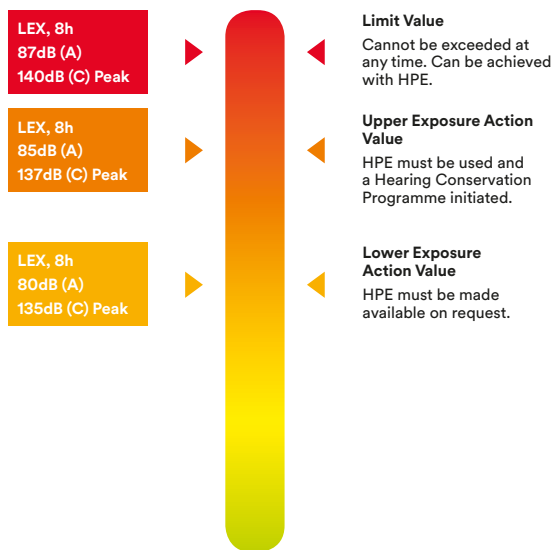 LEX, 8h
87dB (A)
140dB (C) Peak
Limit Value
Cannot be exceeded at
any time. Can be achieved
with HPE.
LEX, 8h
85dB (A)
137dB (C) Peak
Upper Exposure Action
Value
HPE must be used and
a Hearing Conservation
Programme initiated.
LEX, 8h
80dB (A)
135dB (C) Peak
Lower Exposure
Action Value
HPE must be made
available on request.